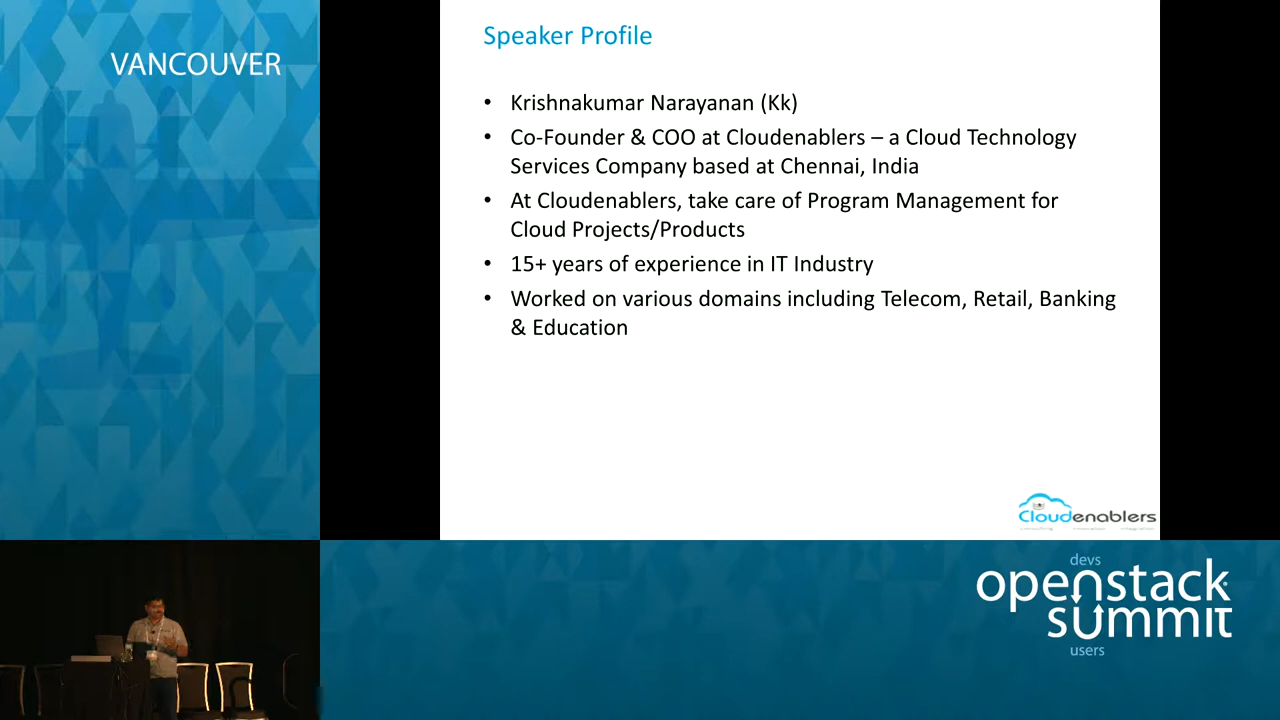 VANCOUVER
Speaker Profile
• Krishnakumar Narayanan (Kk)
• Co-Founder & COO at Cloudenablers – a Cloud Technology
Services Company based at Chennai, India
• At Cloudenablers, take care of Program Management for
Cloud Projects/Products
• 15+ years of experience in IT Industry
• Worked on various domains including Telecom, Retail, Banking
& Education
Cloudenablers
devs
openstack
summit
users